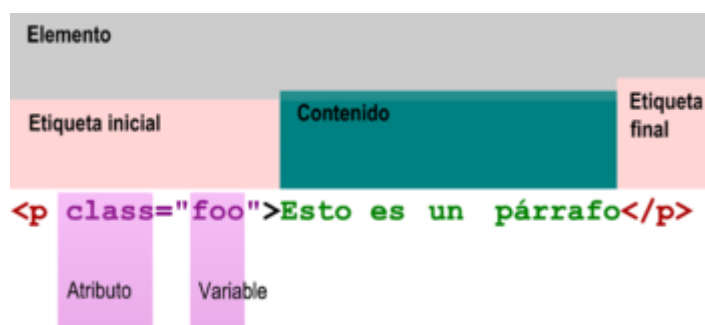 Elemento
Etiqueta inicial
Contenido
Etiqueta
final
<p class="foo">Esto es un párrafo</p>
Atributo
Variable